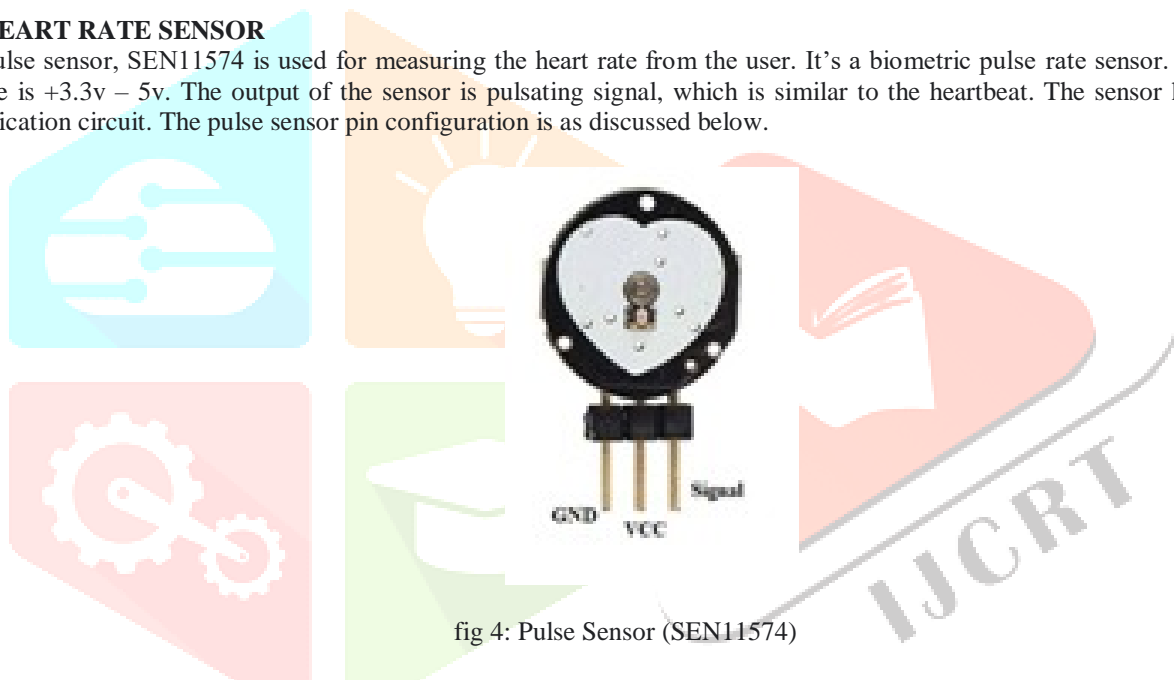 EART RATE SENSOR
ulse sensor, SEN11574 is used for measuring the heart rate from the user. It's a biometric pulse rate sensor.
e is +3.3v – 5v. The output of the sensor is pulsating signal, which is similar to the heartbeat. The sensor
ication circuit. The pulse sensor pin configuration is as discussed below.
Signal
GND
VCC
IJCRT
fig 4: Pulse Sensor (SEN11574)